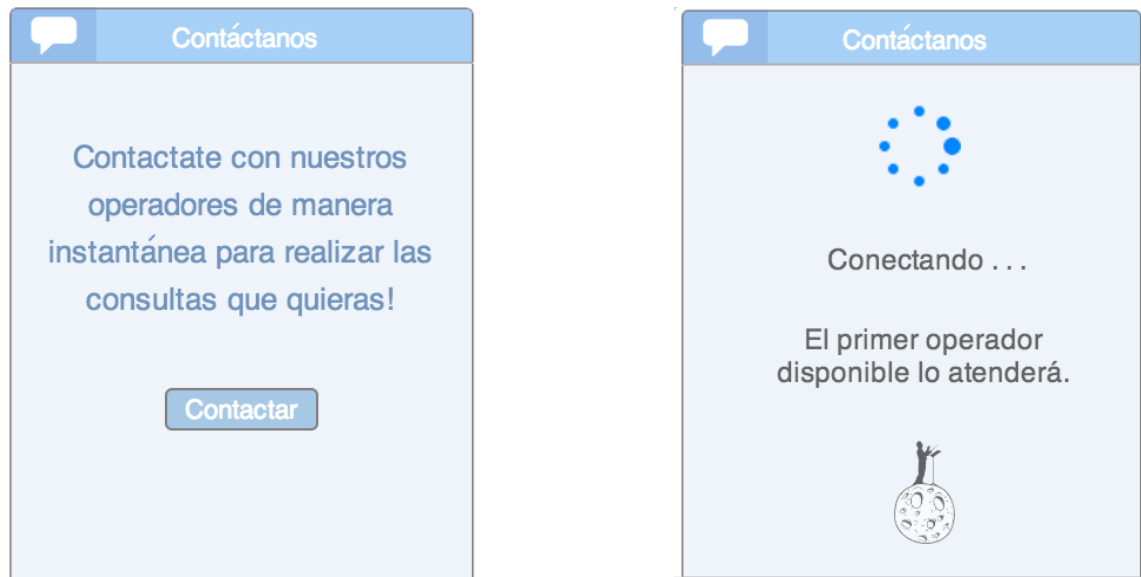 Contáctanos
Contactate con nuestros
operadores de manera
instantánea para realizar las
consultas que quieras!
Contactar
Contáctanos
Conectando . . .
El primer operador
disponible lo atenderá.